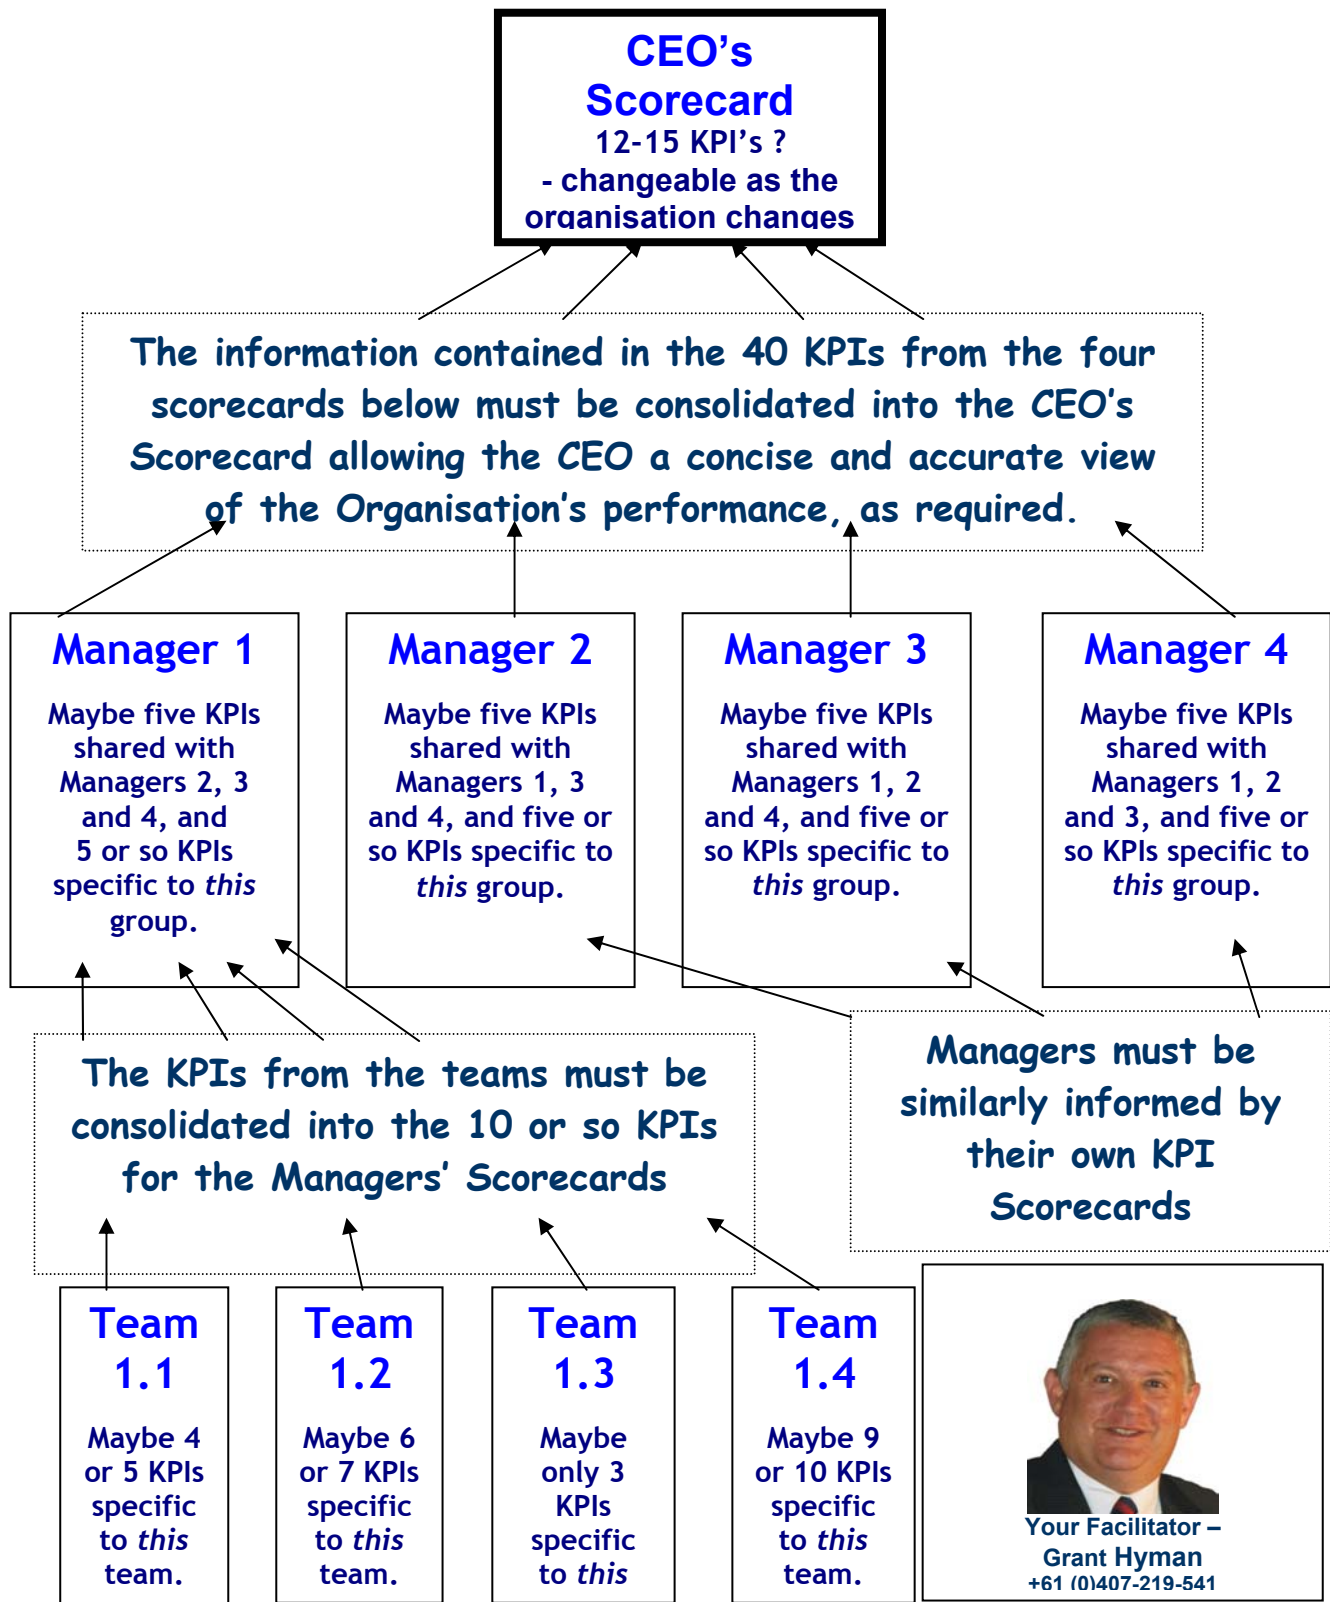 CEO's
Scorecard
12-15 KPI's ?
- changeable as the
organisation changes
The information contained in the 40 KPIs from the four
scorecards below must be consolidated into the CEO's
Scorecard allowing the CEO a concise and accurate view
of the Organisation's performance, as required.
Manager 1
Maybe five KPIs
shared with
Managers 2, 3
and 4, and
5 or so KPIs
specific to this
group.
Manager 2
Maybe five KPIs
shared with
Managers 1, 3
and 4, and five or
so KPIs specific to
this group.
Manager 3
Maybe five KPIs
shared with
Managers 1, 2
and 4, and five or
so KPIs specific to
this group.
Manager 4
Maybe five KPIs
shared with
Managers 1, 2
and 3, and five or
so KPIs specific to
this group.
The KPIs from the teams must be
consolidated into the 10 or so KPIs
for the Managers' Scorecards
Managers must be
similarly informed by
their own KPI
Scorecards
Team
1.1
Maybe 4
or 5 KPIs
specific
to this
team.
Team
1.2
Maybe 6
or 7 KPIs
specific
to this
team.
Team
1.3
Maybe
only 3
KPIs
specific
to this
Team
1.4
Maybe 9
or 10 KPIs
specific
to this
team.
Your Facilitator –
Grant Hyman
+61 (0)407-219-541